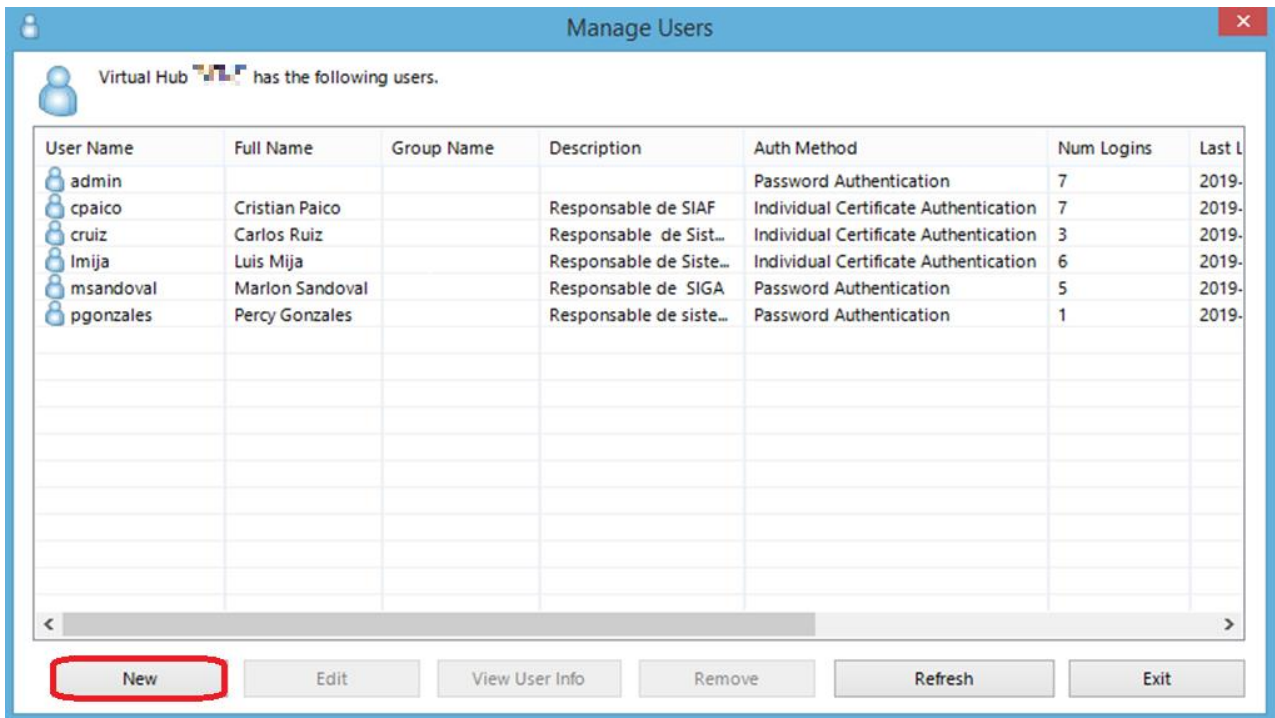 Manage Users
Virtual Hub has the following users.
User Name Full Name Group Name Description Auth Method Num Logins Last L
admin Password Authentication 7 2019-
cpaico Cristian Paico Responsable de SIAF Individual Certificate Authentication 7 2019-
cruiz Carlos Ruiz Responsable de Sist... Individual Certificate Authentication 3 2019-
lmija Luis Mija Responsable de Siste... Individual Certificate Authentication 6 2019-
msandoval Marlon Sandoval Responsable de SIGA Password Authentication 5 2019-
pgonzales Percy Gonzales Responsable de siste... Password Authentication 1 2019-
New Edit View User Info Remove Refresh Exit